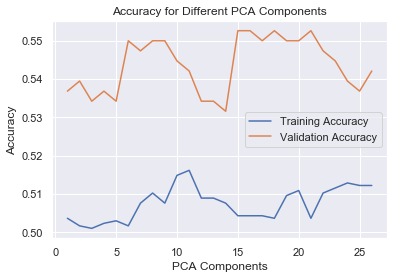 Accuracy for Different PCA Components
0.55
0.54
0.53
0.52
0.51
0.50
Accuracy
Training Accuracy
Validation Accuracy
0 5 10 15 20 25
PCA Components